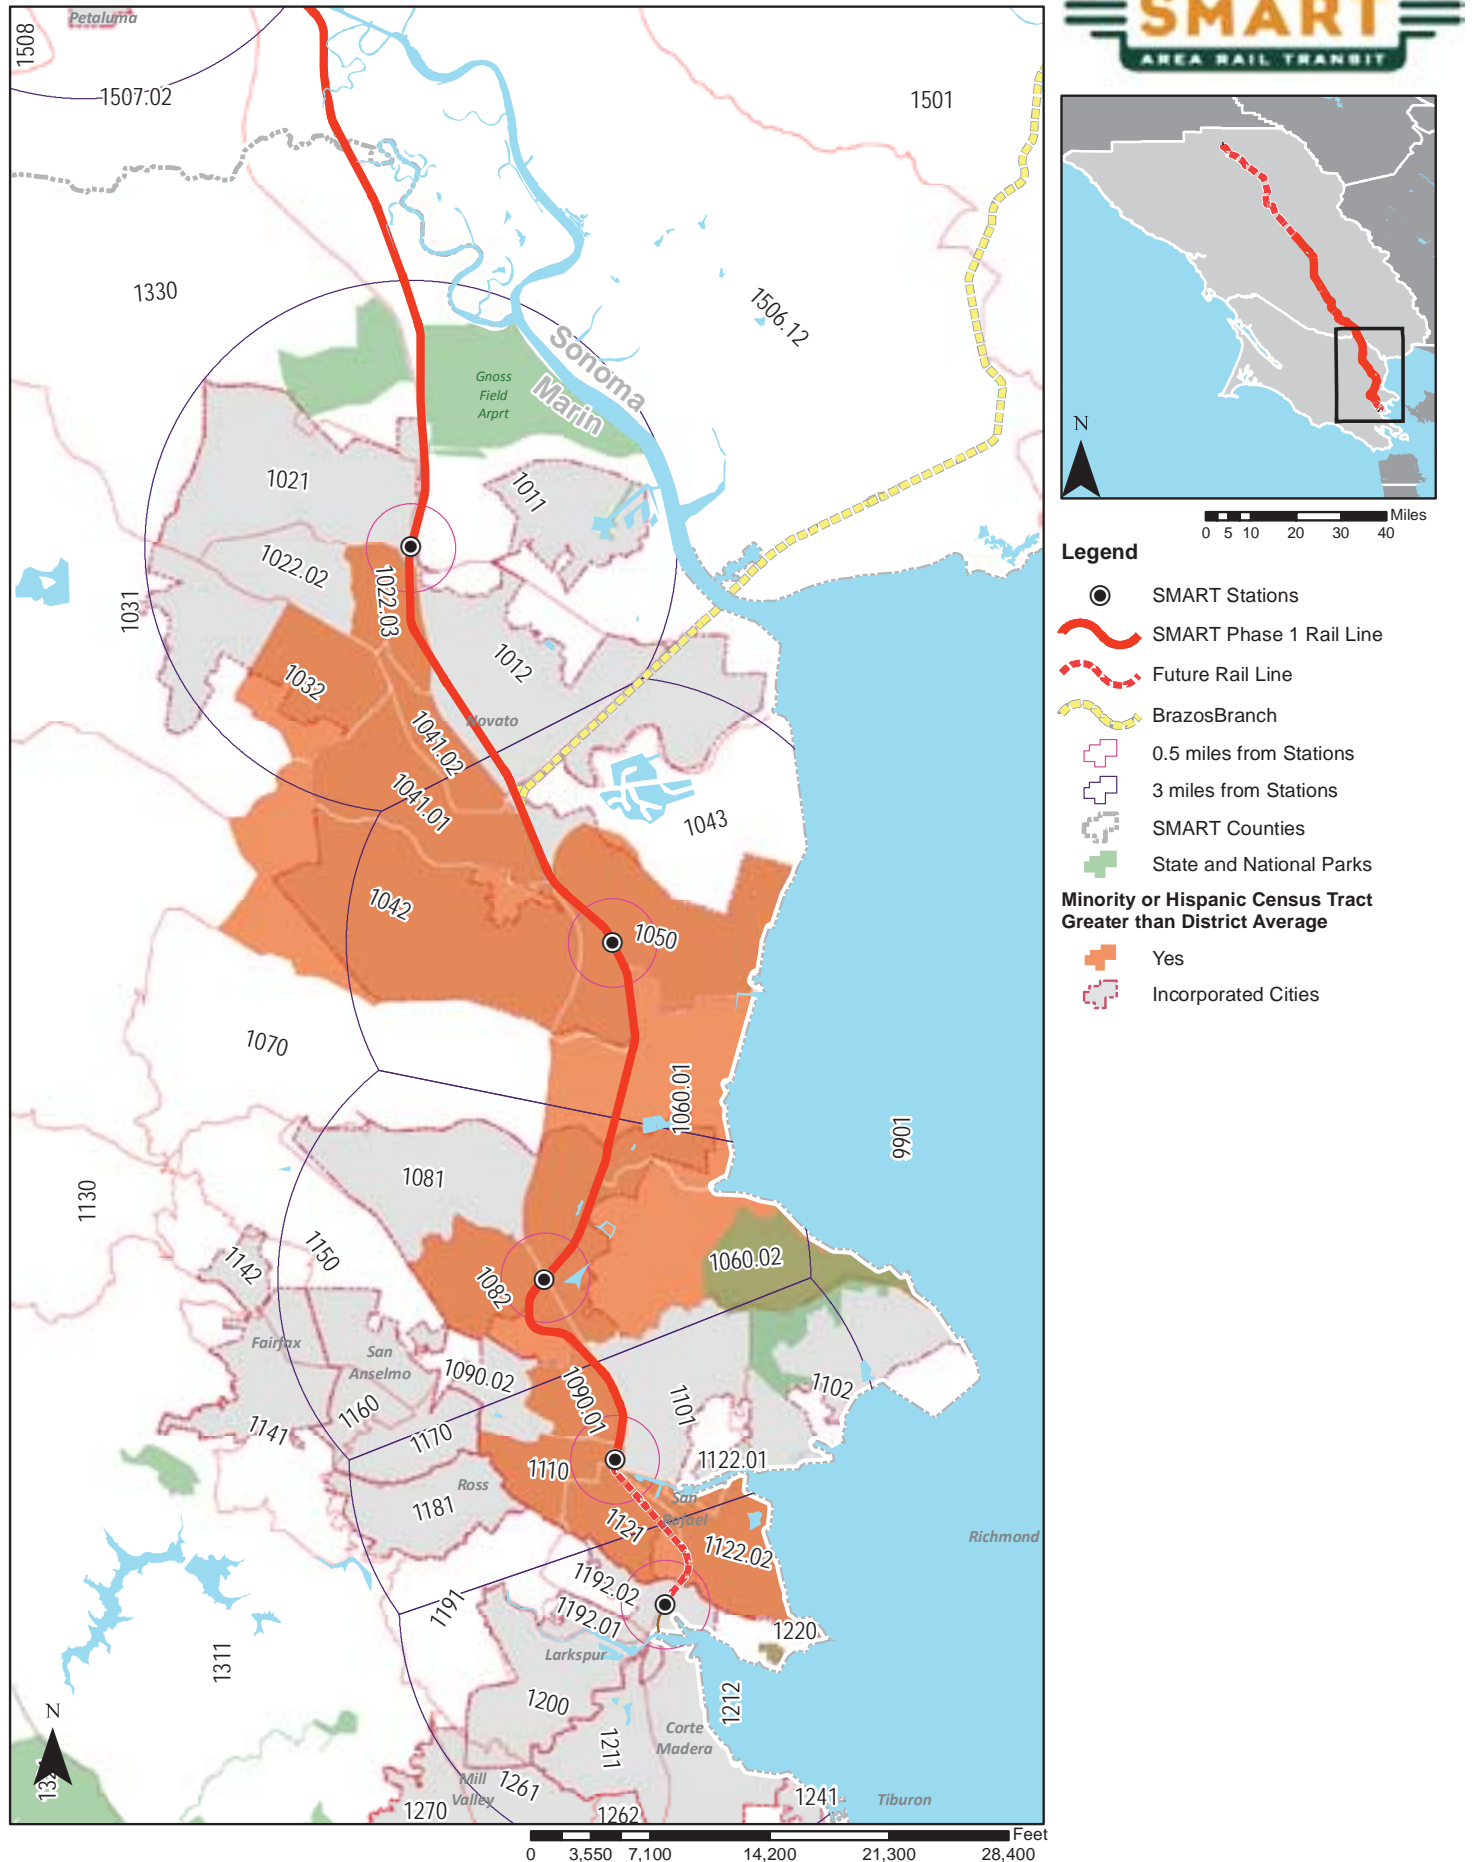 Petaluma
1508
1507.02
1501
1330
1506.12
Sonoma
Marin
Gnoss
Field
Arprt
1021
1011
1022.02
1022.03
1031
1012
1032
Novato
1041.02
1041.01
1043
1042
1050
1070
1060.01
9901
1081
1130
1150
1142
1060.02
1082
Fairfax
San
Anselmo
1090.02
1102
1090.01
1101
1160
1141
1170
1110
1122.01
Ross
1181
San
Rafael
1121
1122.02
Richmond
1192.02
1191
1192.01
1220
Larkspur
1311
1200
1212
1211
Corte
Madera
N
Mill
Valley
1261
1270
1262
1241
Tiburon
Feet
0 3,550 7,100 14,200 21,300 28,400
SMART
AREA RAIL TRANSIT
N
Miles
0 5 10 20 30 40
Legend
SMART Stations
SMART Phase 1 Rail Line
Future Rail Line
BrazosBranch
0.5 miles from Stations
3 miles from Stations
SMART Counties
State and National Parks
Minority or Hispanic Census Tract
Greater than District Average
Yes
Incorporated Cities